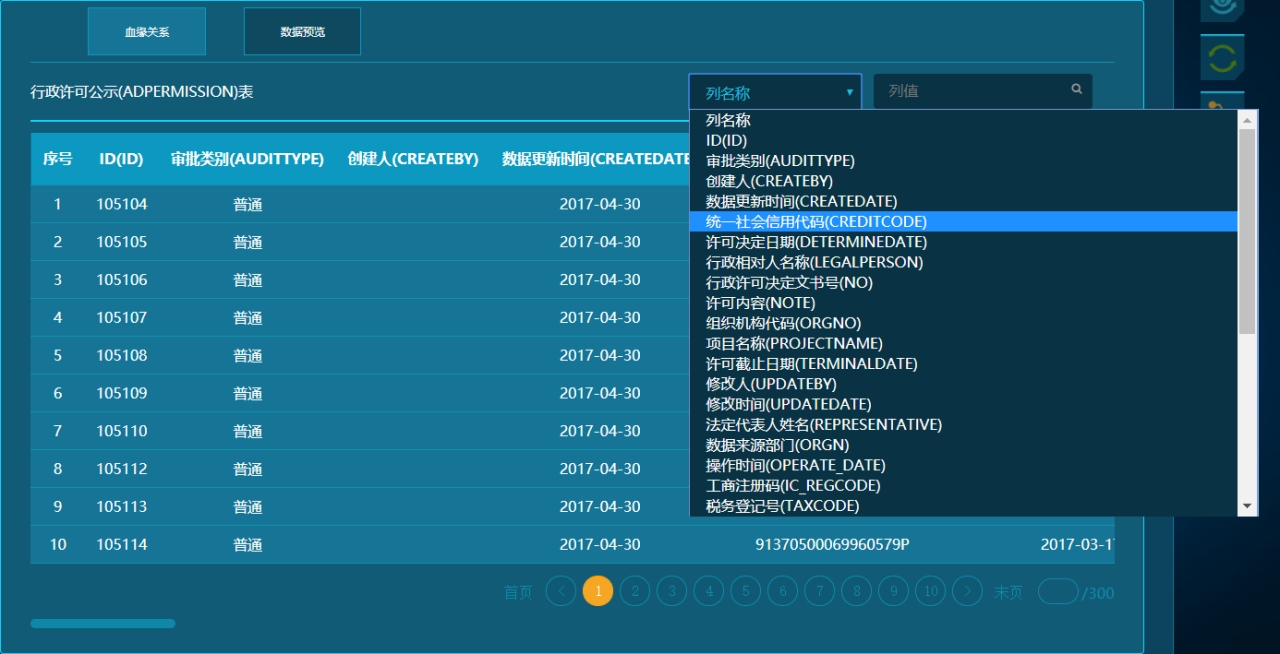 血缘关系 数据预览
行政许可公示(ADPERMISSION)表 列名称 列值
列名称
ID(ID)
审批类别(AUDITTYPE)
创建人(CREATEBY)
数据更新时间(CREATEDATE)
统一社会信用代码(CREDITCODE)
许可决定日期(DETERMINEDATE)
行政相对人名称(LEGALPERSON)
行政许可决定文书号(NO)
许可内容(NOTE)
组织机构代码(ORGNO)
项目名称(PROJECTNAME)
许可截止日期(TERMINALDATE)
修改人(UPDATEBY)
修改时间(UPDATEDATE)
法定代表人姓名(REPRESENTATIVE)
数据来源部门(ORGN)
操作时间(OPERATE_DATE)
工商注册码(IC_REGCODE)
税务登记号(TAXCODE)
序号 ID(ID) 审批类别(AUDITTYPE) 创建人(CREATEBY) 数据更新时间(CREATEDATE
1 105104 普通 2017-04-30
2 105105 普通 2017-04-30
3 105106 普通 2017-04-30
4 105107 普通 2017-04-30
5 105108 普通 2017-04-30
6 105109 普通 2017-04-30
7 105110 普通 2017-04-30
8 105112 普通 2017-04-30
9 105113 普通 2017-04-30
10 105114 普通 2017-04-30 91370500069960579P 2017-03-1
首页 < 1 2 3 4 5 6 7 8 9 10 > 末页 /300